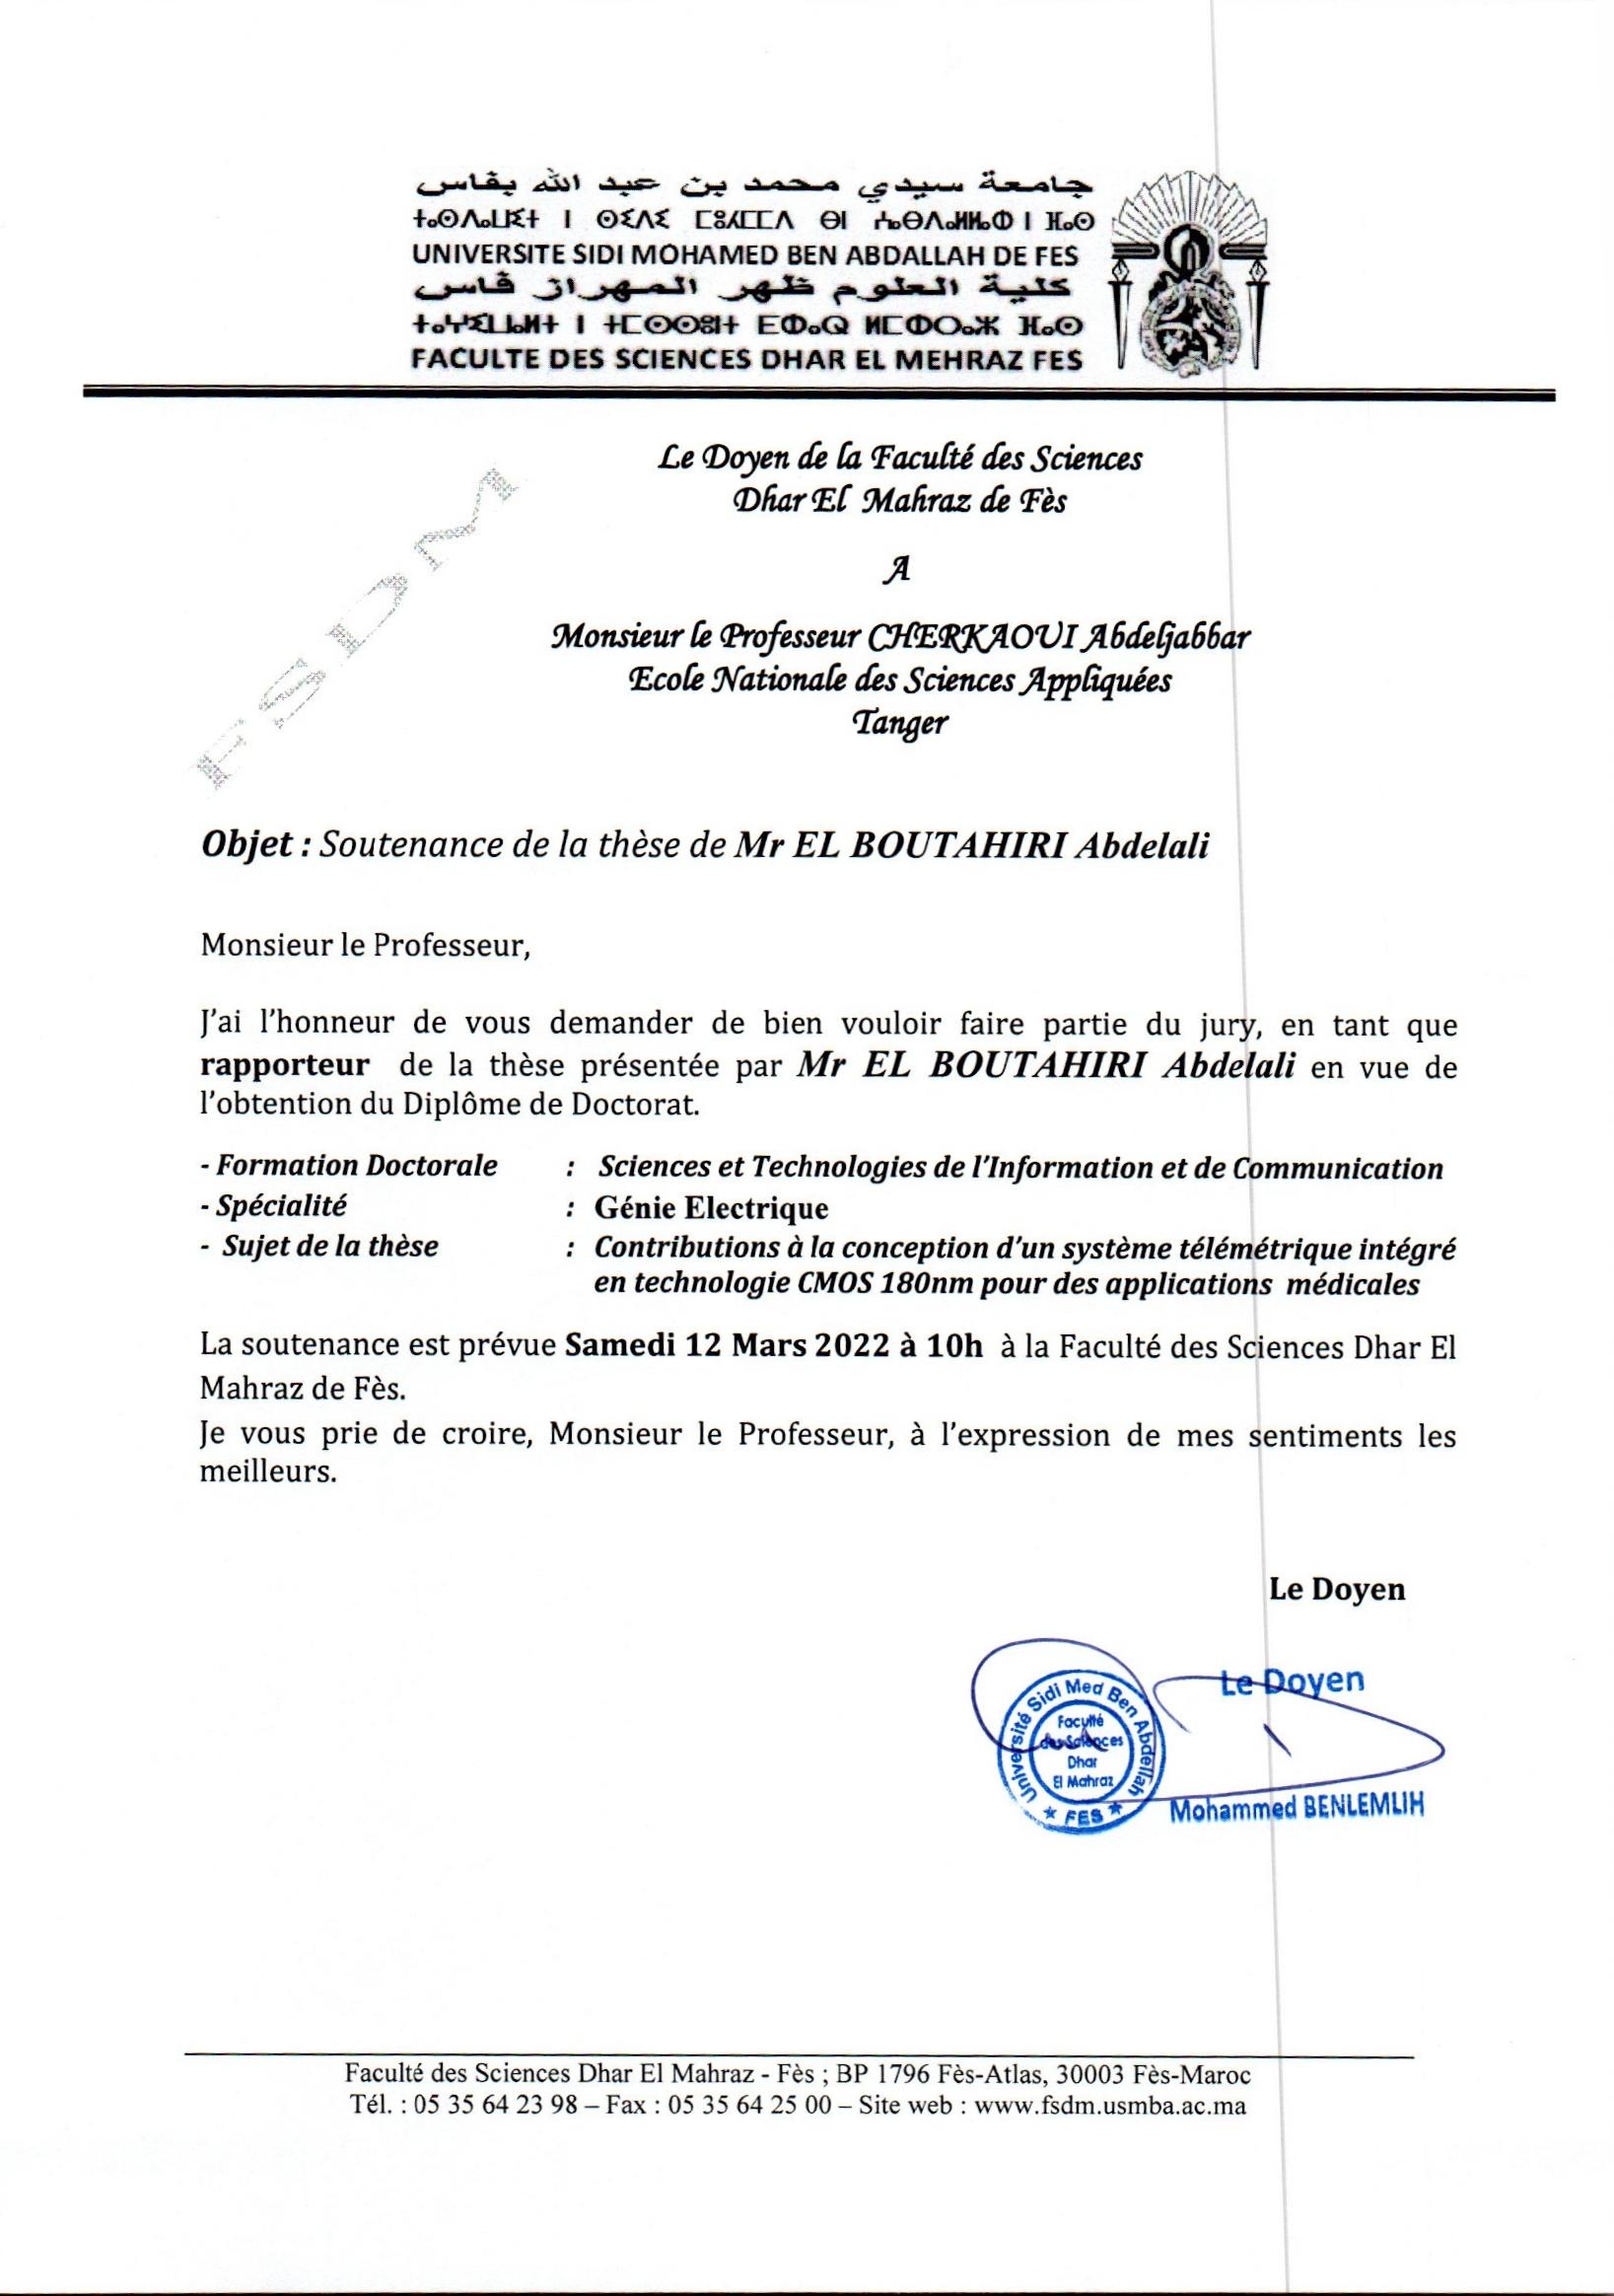 جامعة سيدي محمد بن عبد الله بفاس
ⵜⴰⵙⴷⴰⵡⵉⵜ ⵏ ⵙⵉⴷⵉ ⵎⵓⵃⵎⵎⴷ ⴱⵏ ⵄⴰⴱⴷⴰⵍⵍⴰⵀ ⵏ ⴼⴰⵙ
UNIVERSITE SIDI MOHAMED BEN ABDALLAH DE FES
كلية العلوم ظهر المهراز فاس
ⵜⴰⵖⵉⵡⴰⵏⵜ ⵏ ⵜⵎⵙⵙⵓⵏⵜ ⴹⵀⴰⵕ ⵍⵎⵀⵔⴰⵣ ⴼⴰⵙ
FACULTE DES SCIENCES DHAR EL MEHRAZ FES
Le Doyen de la Faculté des Sciences
Dhar El Mahraz de Fès
A
Monsieur le Professeur CHERKAOUI Abdeljabbar
Ecole Nationale des Sciences Appliquées
Tanger
FSDM
Objet : Soutenance de la thèse de Mr EL BOUTAHIRI Abdelali
Monsieur le Professeur,
J'ai l'honneur de vous demander de bien vouloir faire partie du jury, en tant que
rapporteur de la thèse présentée par Mr EL BOUTAHIRI Abdelali en vue de
l'obtention du Diplôme de Doctorat.
- Formation Doctorale : Sciences et Technologies de l'Information et de Communication
- Spécialité : Génie Electrique
- Sujet de la thèse : Contributions à la conception d'un système télémétrique intégré
en technologie CMOS 180nm pour des applications médicales
La soutenance est prévue Samedi 12 Mars 2022 à 10h à la Faculté des Sciences Dhar El
Mahraz de Fès.
Je vous prie de croire, Monsieur le Professeur, à l'expression de mes sentiments les
meilleurs.
Le Doyen
Le Doyen
Université Sidi Med Ben Abdellah
Faculté
des Sciences
Dhar
El Mahraz
* FES *
Mohammed BENLEMLIH
Faculté des Sciences Dhar El Mahraz - Fès ; BP 1796 Fès-Atlas, 30003 Fès-Maroc
Tél. : 05 35 64 23 98 – Fax : 05 35 64 25 00 – Site web : www.fsdm.usmba.ac.ma